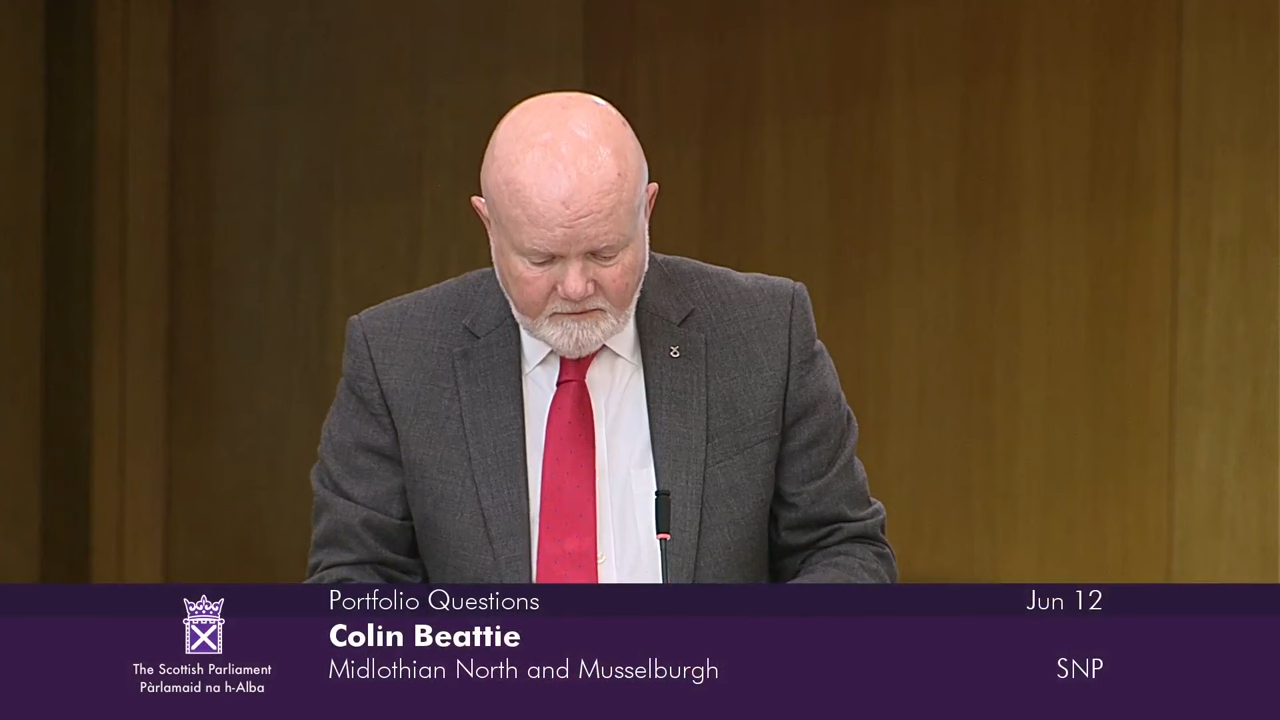 Portfolio Questions
Jun 12
Colin Beattie
Midlothian North and Musselburgh
SNP
The Scottish Parliament
Pàrlamaid na h-Alba